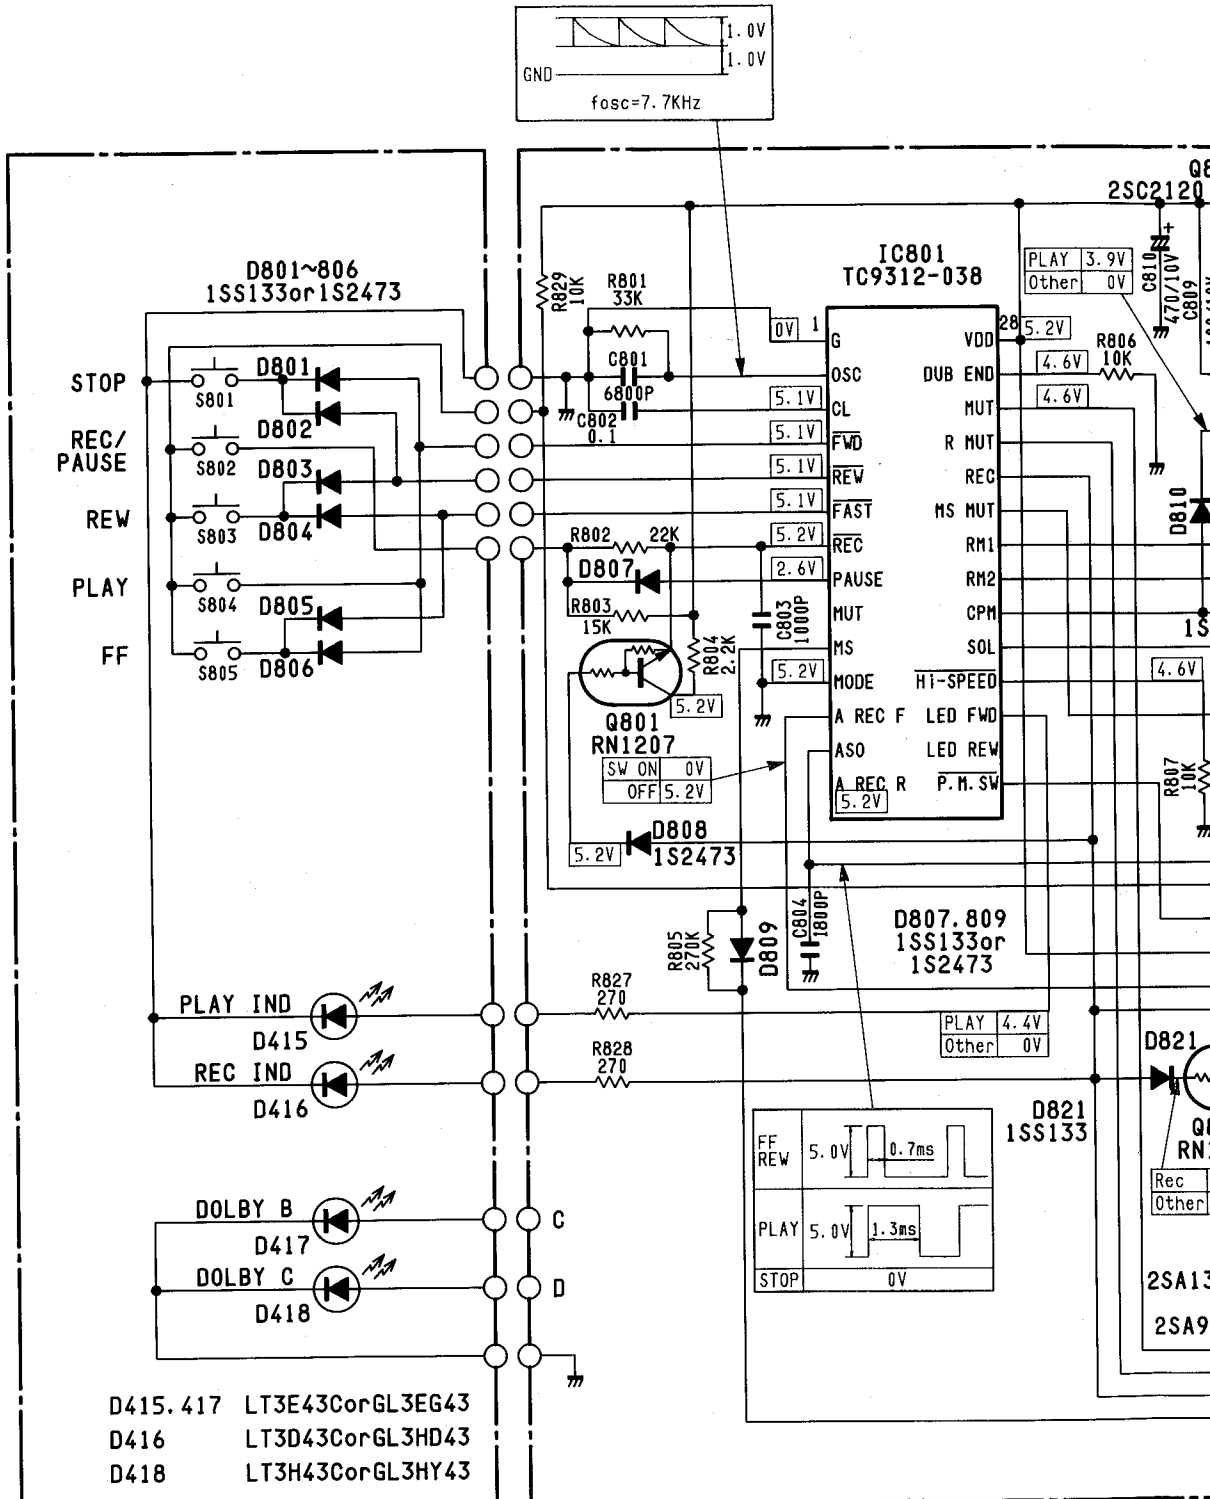 1.0V
1.0V
GND
fosc=7.7KHz
2SC2120
D801~806
1SS133or1S2473
R829
10K
R801
33K
C801
6800P
C802
0.1
IC801
TC9312-038
PLAY 3.9V
Other 0V
C810
470/10V
C809
0V 1
28 5.2V
R806
10K
G VDD
OSC DUB END 4.6V
5.1V CL MUT 4.6V
5.1V FWD R MUT
5.1V REW REC
5.1V FAST MS MUT
5.2V REC RM1
2.6V PAUSE RM2
MUT CPM
MS SOL
5.2V MODE Hi-SPEED 4.6V
A REC F LED FWD
ASO LED REW
A REC R P.M.SW
5.2V
STOP
S801
D801
D802
REC/
PAUSE
S802
D803
REW
S803
D804
PLAY
S804
D805
FF
S805
D806
R802 22K
D807
R803
15K
C803
1000P
R804
2.2K
D810
1S
Q801
RN1207
5.2V
SW ON 0V
OFF 5.2V
R807
10K
D808
1S2473
5.2V
C804
1800P
R805
270K
D809
D807.809
1SS133or
1S2473
PLAY IND
D415
R827
270
PLAY 4.4V
Other 0V
REC IND
D416
R828
270
D821
D821
1SS133
Rec
Other
FF
REW 5.0V 0.7ms
PLAY 5.0V 1.3ms
STOP 0V
DOLBY B
D417
C
DOLBY C
D418
D
2SA13
2SA9
D415.417 LT3E43CorGL3EG43
D416 LT3D43CorGL3HD43
D418 LT3H43CorGL3HY43